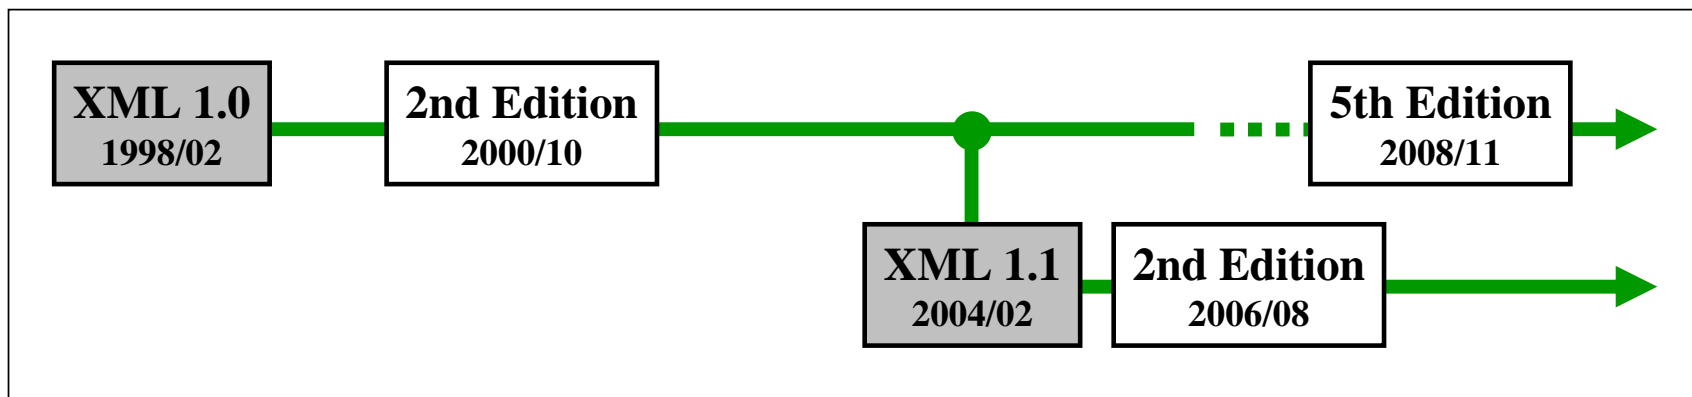 XML 1.0
1998/02
2nd Edition
2000/10
5th Edition
2008/11
XML 1.1
2004/02
2nd Edition
2006/08